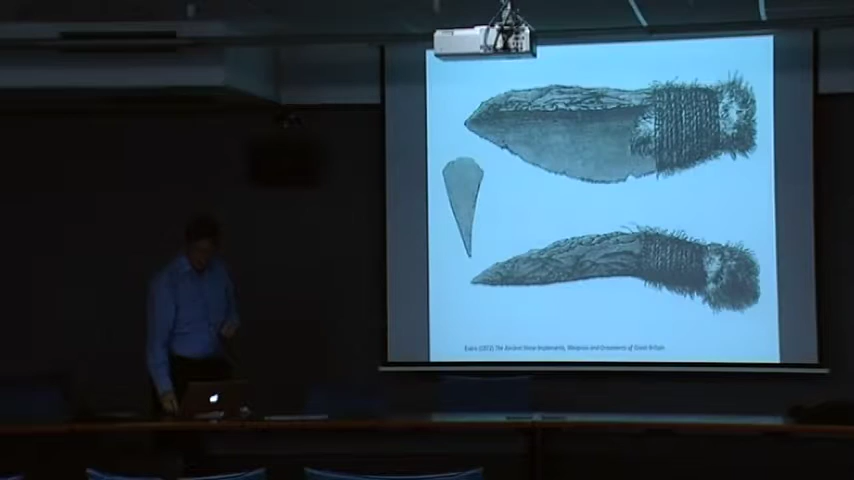 Evans (1872) The Ancient Stone Implements, Weapons and Ornaments of Great Britain